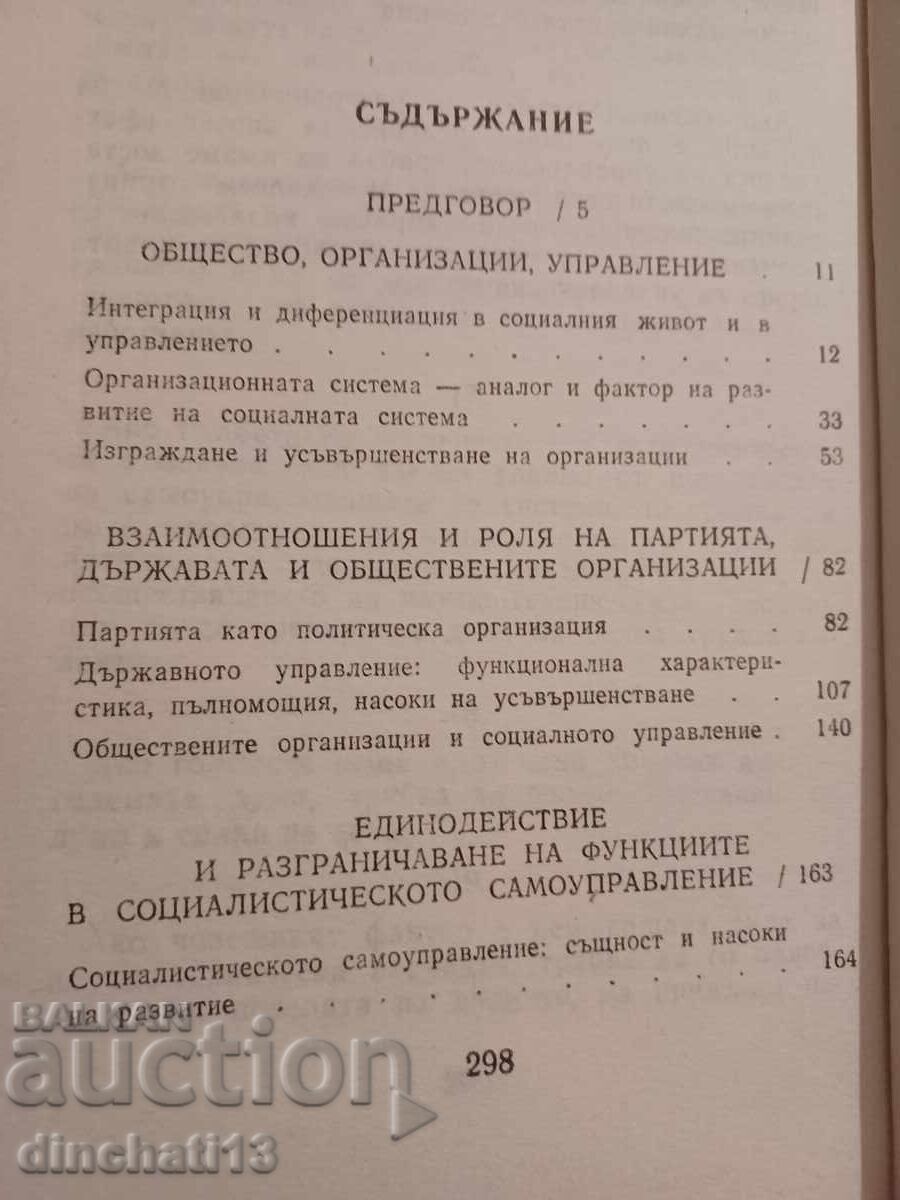 СЪДЪРЖАНИЕ
ПРЕДГОВОР / 5
ОБЩЕСТВО, ОРГАНИЗАЦИИ, УПРАВЛЕНИЕ . 11
Интеграция и диференциация в социалния живот и в
управлението . . . . . . . . . . . . 12
Организационната система — аналог и фактор на раз-
витие на социалната система . . . . . . . 33
Изграждане и усъвършенстване на организации . . 53
ВЗАИМООТНОШЕНИЯ И РОЛЯ НА ПАРТИЯТА,
ДЪРЖАВАТА И ОБЩЕСТВЕНИТЕ ОРГАНИЗАЦИИ / 82
Партията като политическа организация . . . . 82
Държавното управление: функционална характери-
стика, пълномощия, насоки на усъвършенстване . . 107
Обществените организации и социалното управление . 140
ЕДИНОДЕЙСТВИЕ
И РАЗГРАНИЧАВАНЕ НА ФУНКЦИИТЕ
В СОЦИАЛИСТИЧЕСКОТО САМОУПРАВЛЕНИЕ / 163
Социалистическото самоуправление: същност и насоки
на развитие . . . . . . . . . . . . 164
298
BALKAN
auction
dinchati13